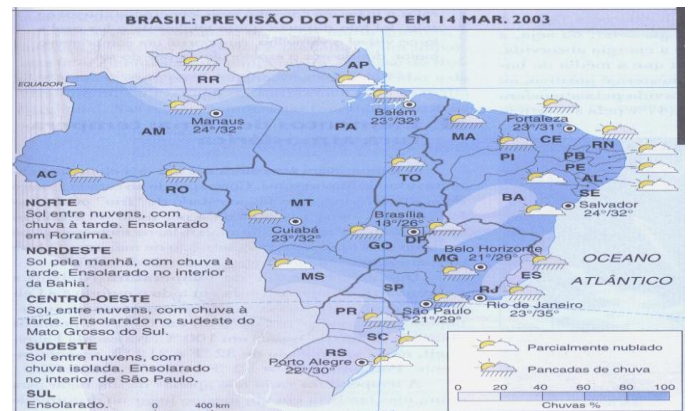 BRASIL: PREVISÃO DO TEMPO EM 14 MAR. 2003
EQUADOR
RR
AP
Manaus
24°/32°
Belém
23°/32°
Fortaleza
23°/31°
AM
PA
MA
CE
RN
PI
PB
PE
AL
SE
AC
RO
TO
BA
Salvador
24°/32°
MT
Cuiabá
23°/32°
Brasília
18°/26°
DF
GO
MG
Belo Horizonte
21°/29°
ES
MS
SP
RJ
Rio de Janeiro
23°/35°
São Paulo
21°/29°
PR
SC
RS
Porto Alegre
22°/30°
OCEANO
ATLÂNTICO
NORTE
Sol entre nuvens, com
chuva à tarde. Ensolarado
em Floraima.
NORDESTE
Sol pela manhã, com chuva à
tarde. Ensolarado no interior
da Bahia.
CENTRO-OESTE
Sol, entre nuvens, com chuva à
tarde. Ensolarado no sudeste do
Mato Grosso do Sul.
SUDESTE
Sol entre nuvens, com
chuva isolada. Ensolarado
no interior de São Paulo.
SUL
Ensolarado.
0 400 km
Parcialmente nublado
Pancadas de chuva
0 20 40 60 80 100
Chuvas %